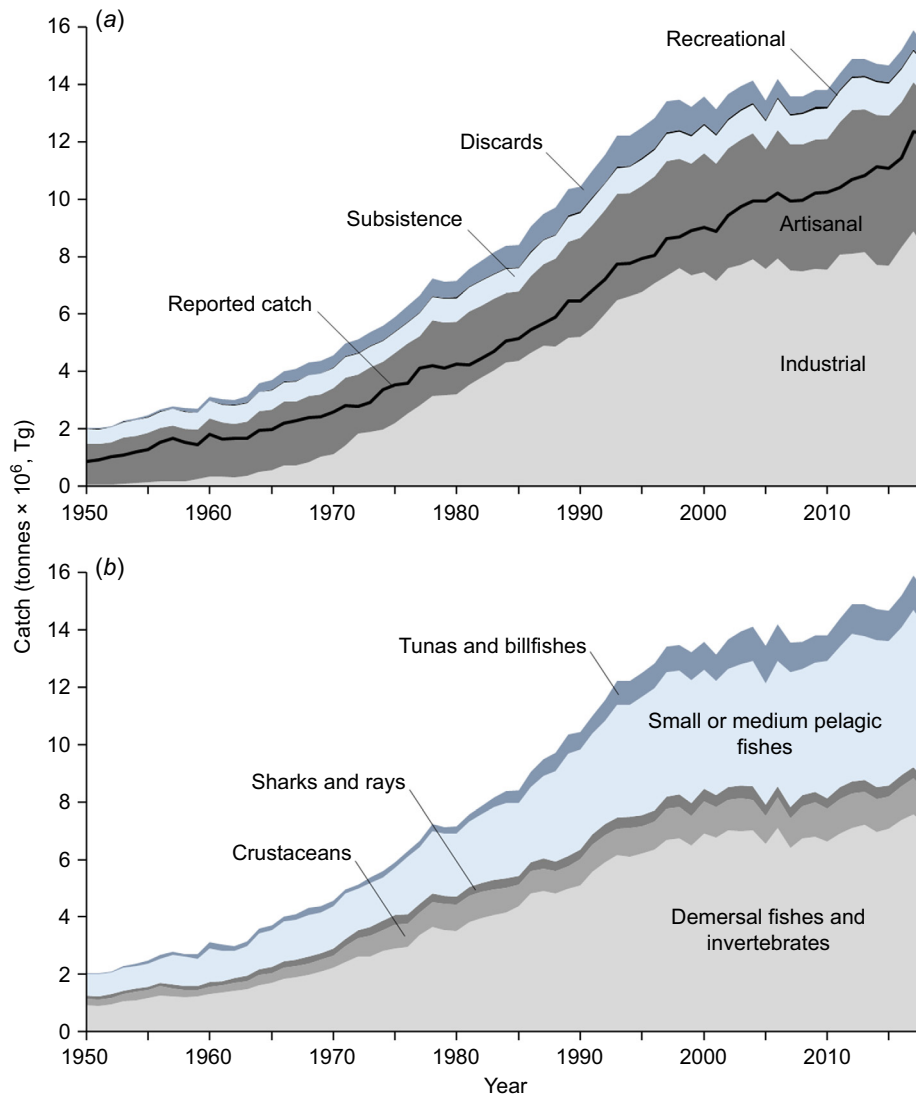 (a)
16
14
12
10
8
6
4
2
0
Recreational
Discards
Subsistence
Artisanal
Reported catch
Industrial
1950
1960
1970
1980
1990
2000
2010
Catch (tonnes × 10⁶, Tg)
(b)
16
14
12
10
8
6
4
2
0
Tunas and billfishes
Small or medium pelagic
fishes
Sharks and rays
Crustaceans
Demersal fishes and
invertebrates
1950
1960
1970
1980
1990
2000
2010
Year